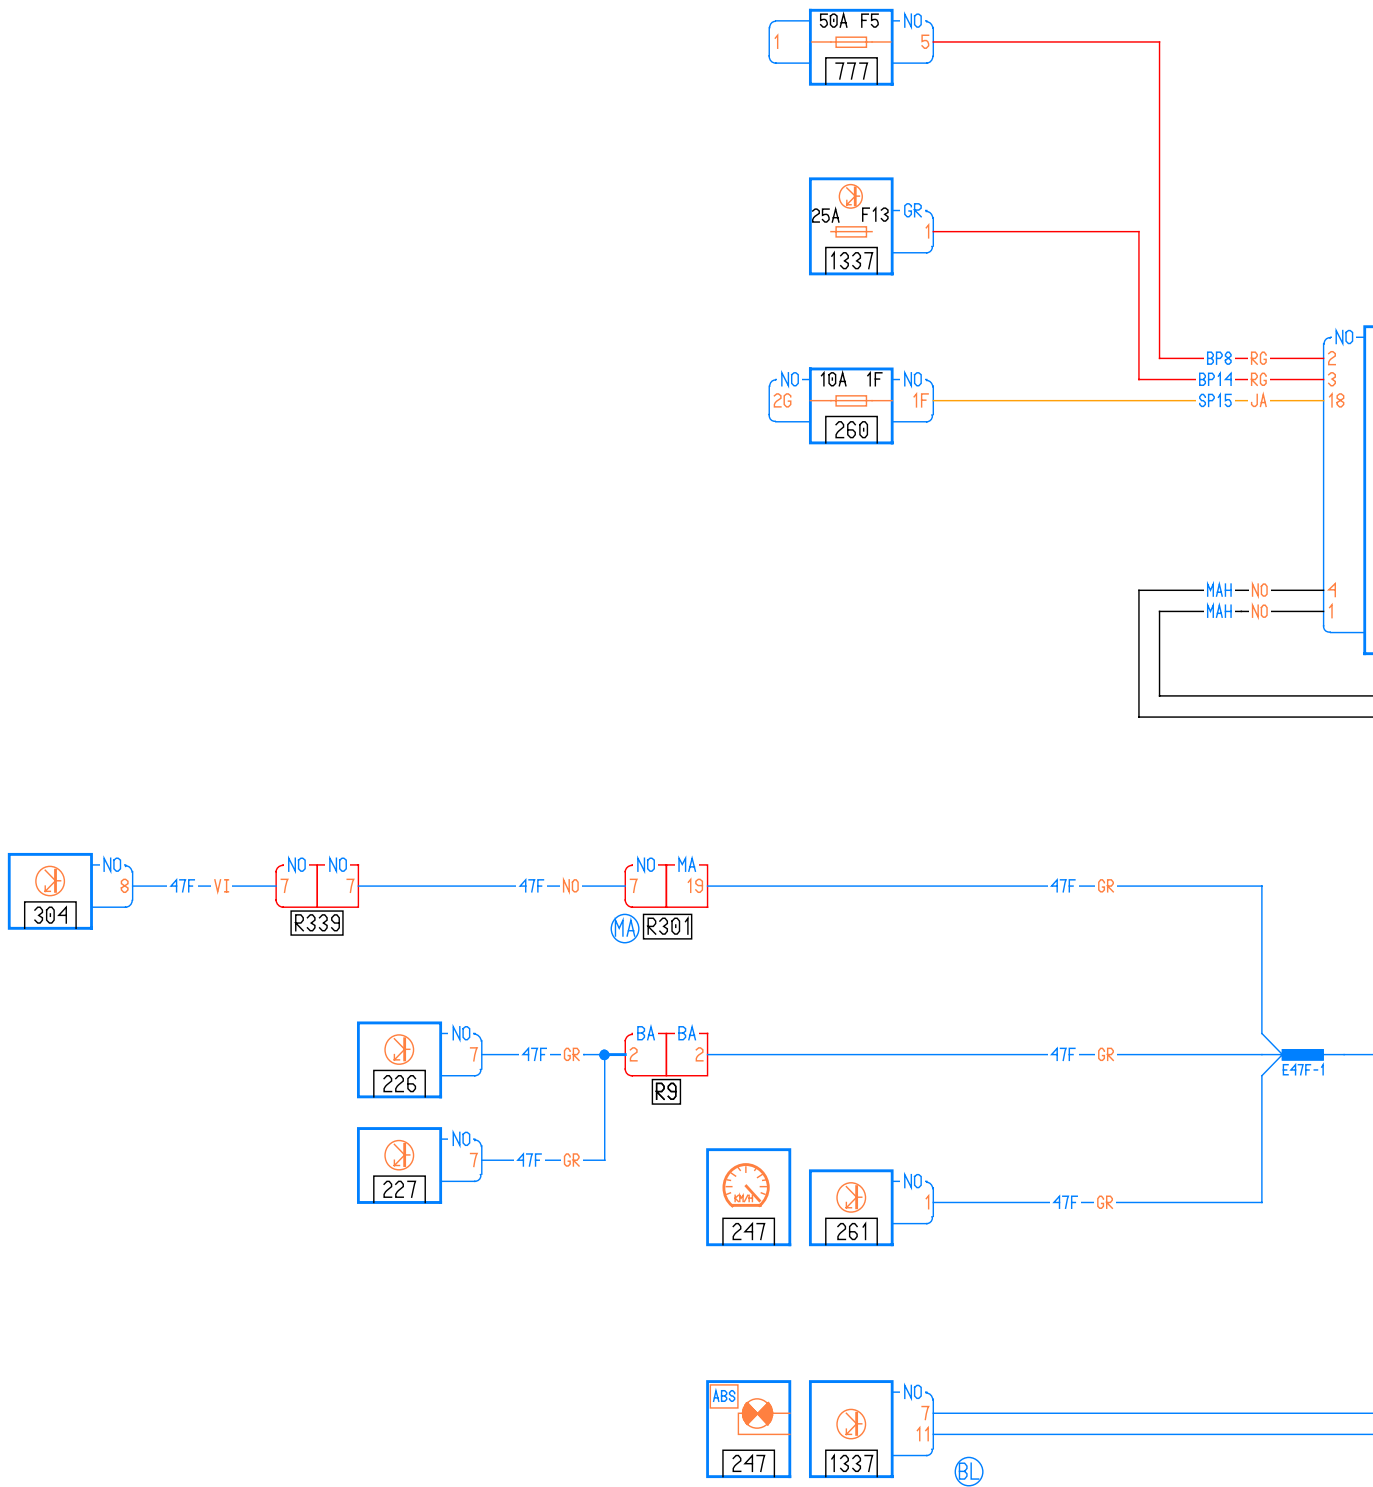 50A F5 NO
1 5
777
GR
25A F13
1
1337
NO
BP8 RG 2
NO 10A 1F NO BP14 RG 3
2G 1F SP15 JA 18
260
MAH NO 4
MAH NO 1
NO NO NO NO MA
8 47F VI 7 7 47F NO 7 19 47F GR
304 R339 MA R301
NO BA BA
7 47F GR 2 2 47F GR
E47F-1
226 R9
NO
7 47F GR
227 NO
KM/H 1 47F GR
247 261
ABS NO
7
11
247 1337 BL